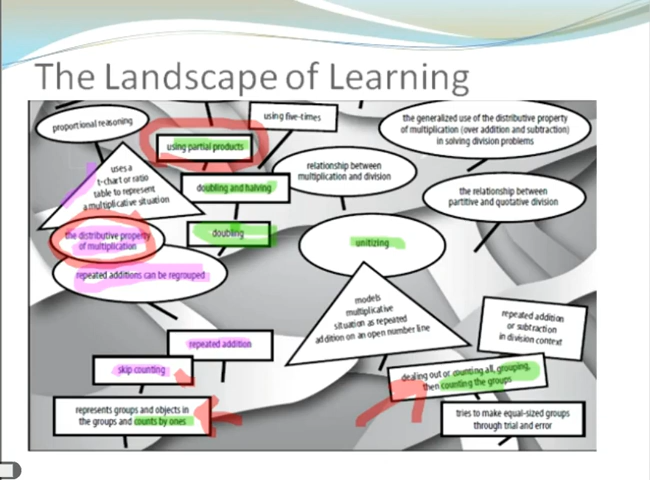 The Landscape of Learning
proportional reasoning
using partial products
using five-times
the generalized use of the distributive property
of multiplication (over addition and subtraction)
in solving division problems
uses a
t-chart or ratio
table to represent
a multiplicative situation
doubling and halving
relationship between
multiplication and division
the relationship between
partitive and quotative division
the distributive property
of multiplication
doubling
unitizing
repeated additions can be regrouped
models
multiplicative
situation as repeated
addition on an open number line
repeated addition
or subtraction
in division context
repeated addition
skip counting
dealing out or counting all, grouping,
then counting the groups
represents groups and objects in
the groups and counts by ones
tries to make equal-sized groups
through trial and error